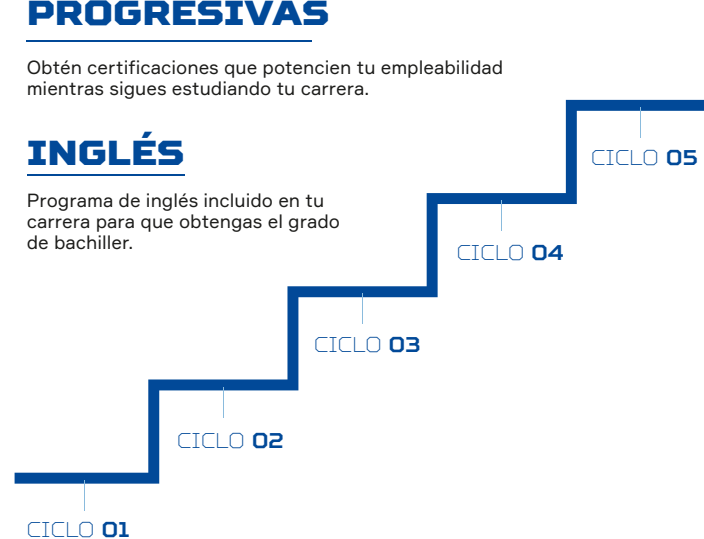 PROGRESIVAS
Obtén certificaciones que potencien tu empleabilidad
mientras sigues estudiando tu carrera.
INGLÉS
Programa de inglés incluido en tu
carrera para que obtengas el grado
de bachiller.
CICLO 05
CICLO 04
CICLO 03
CICLO 02
CICLO 01